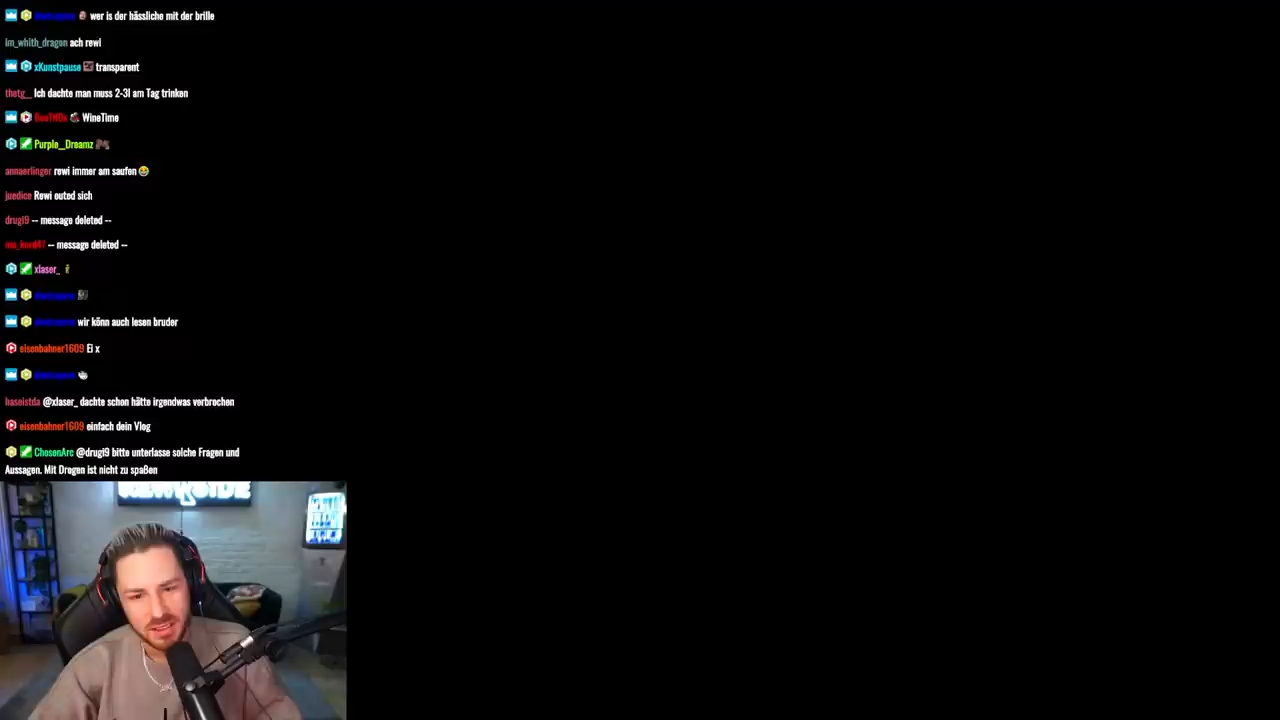 wer is der hässliche mit der brille
im_whith_dragon ach rewi
xKunstpause transparent
thetg__ Ich dachte man muss 2-3l am Tag trinken
WineTime
Purple__Dreamz
annaerlinger rewi immer am saufen
juedico Rewi outed sich
drugi9 -- message deleted --
-- message deleted --
xlaser_
wir könn auch lesen bruder
eisenbahner1609 Ei x
haseistda @xlaser_ dachte schon hätte irgendwas verbrochen
eisenbahner1609 einfach dein Vlog
ChosenArc @drugi9 bitte unterlasse solche Fragen und
Aussagen. Mit Drogen ist nicht zu spaßen